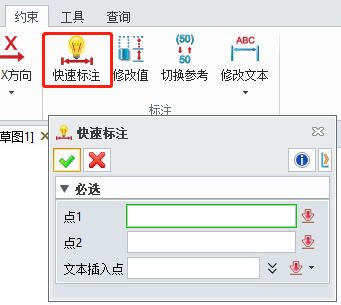 约束 工具 查询
X方向 快速标注 修改值 切换参考 修改文本
(50)
(50)
ABC
标注
草图1]
快速标注
必选
点1
点2
文本插入点